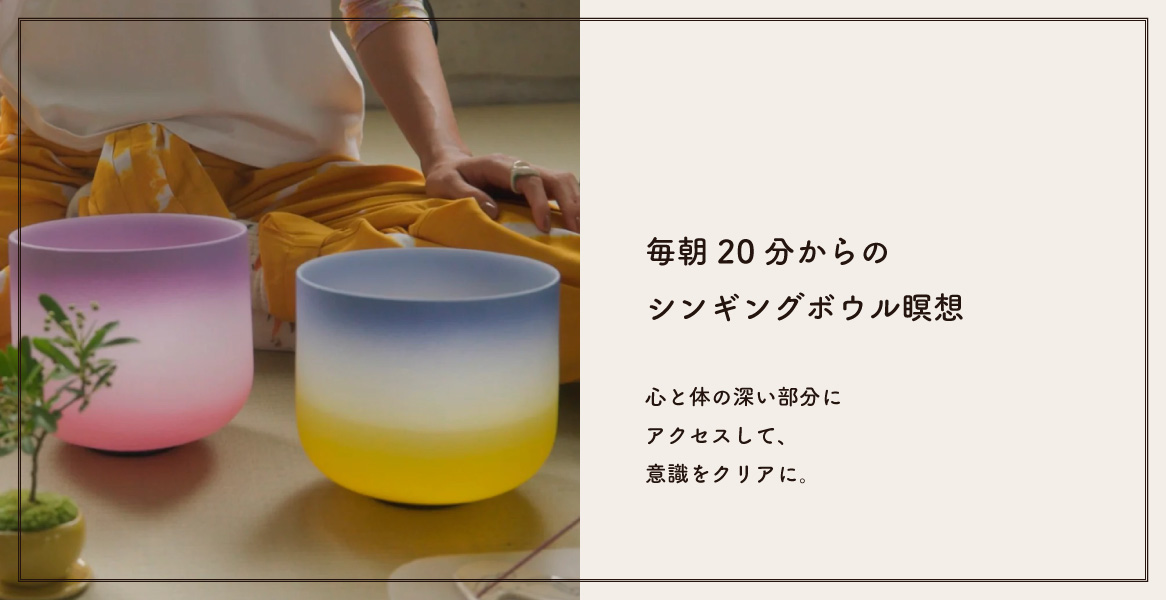 毎朝 20 分からの
シンギングボウル瞑想
心と体の深い部分に
アクセスして、
意識をクリアに。